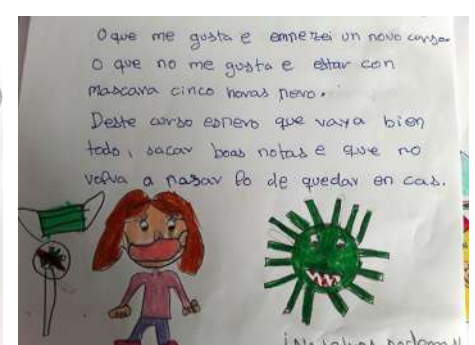 O que me gusta e empezei un novo curso.
O que no me gusta e estar con
mascara cinco horas pero.
Deste curso espero que vaya bien
todo, sacar boas notas e que no
volva a pasar lo de quedar en cas.